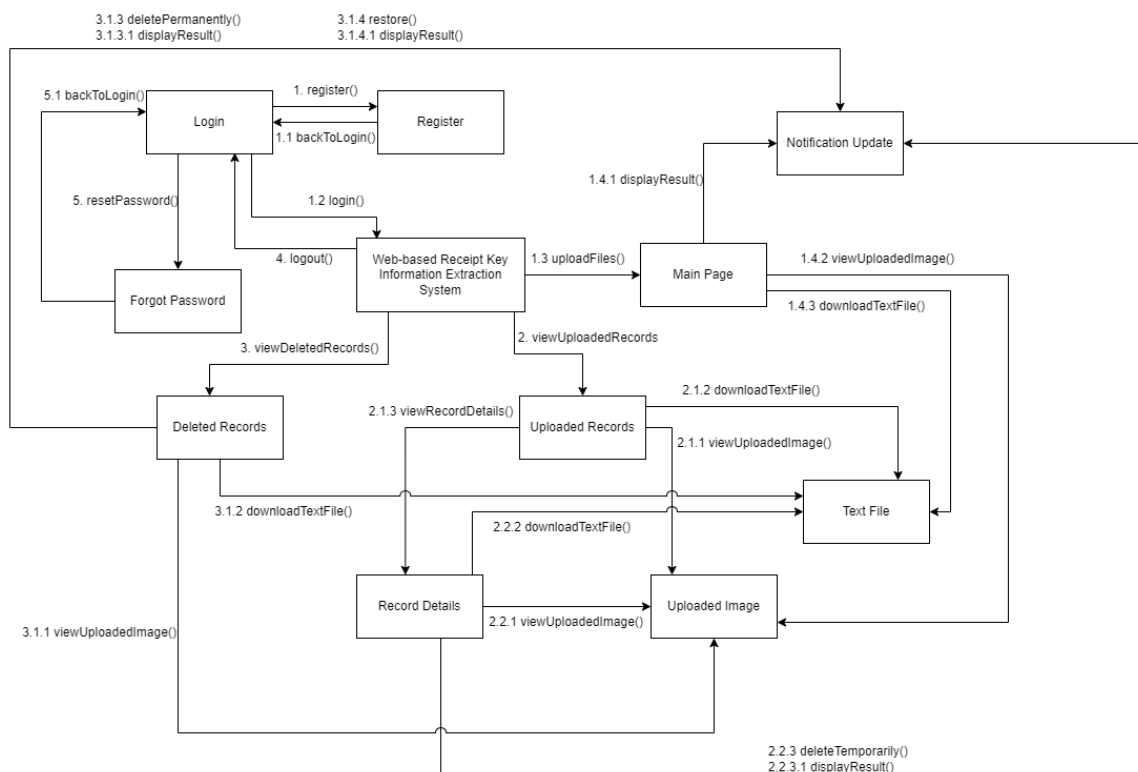 3.1.3 deletePermanently()
3.1.3.1 displayResult()
3.1.4 restore()
3.1.4.1 displayResult()
5.1 backToLogin()
1. register()
Login
Register
1.1 backToLogin()
Notification Update
1.4.1 displayResult()
5. resetPassword()
1.2 login()
4. logout()
Web-based Receipt Key
Information Extraction
System
1.3 uploadFiles()
Main Page
1.4.2 viewUploadedImage()
1.4.3 downloadTextFile()
Forgot Password
3. viewDeletedRecords()
2. viewUploadedRecords
2.1.2 downloadTextFile()
2.1.3 viewRecordDetails()
Deleted Records
Uploaded Records
2.1.1 viewUploadedImage()
3.1.2 downloadTextFile()
2.2.2 downloadTextFile()
Text File
Record Details
Uploaded Image
2.2.1 viewUploadedImage()
3.1.1 viewUploadedImage()
2.2.3 deleteTemporarily()
2.2.3.1 displayResult()